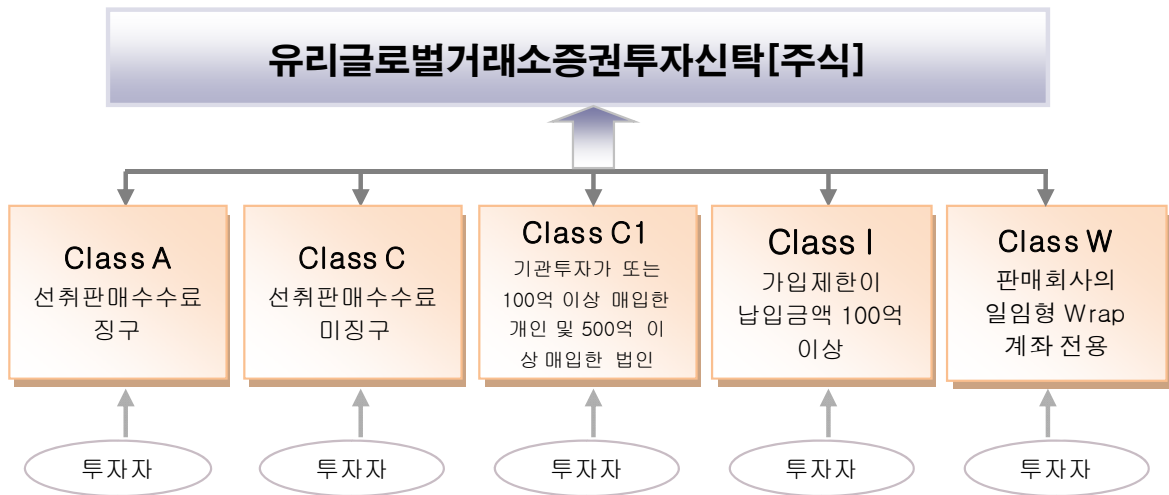 유리글로벌거래소증권투자신탁[주식]
Class A
선취판매수수료
징구
Class C
선취판매수수료
미징구
Class C1
기관투자가 또는
100억 이상 매입한
개인 및 500억 이
상 매입한 법인
Class I
가입제한이
납입금액 100억
이상
Class W
판매회사의
일임형 Wrap
계좌 전용
투자자
투자자
투자자
투자자
투자자